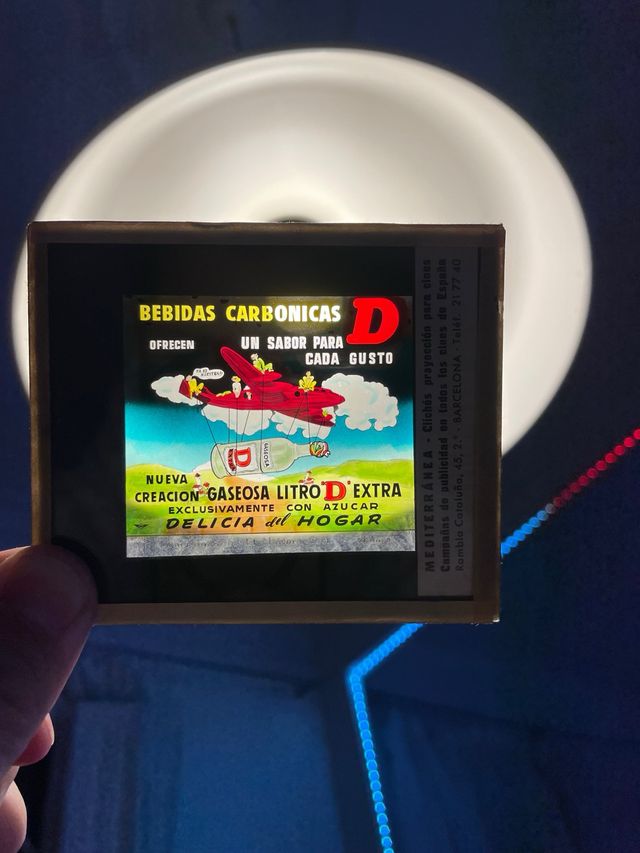 BEBIDAS CARBONICAS D
OFRECEN
UN SABOR PARA
CADA GUSTO
D
GASEOSA
NUEVA
CREACION GASEOSA LITRO "D" EXTRA
EXCLUSIVAMENTE CON AZUCAR
DELICIA del HOGAR
MEDITERRÁNEA - Clichés proyección para cines
Campañas de publicidad en todos los cines de España
Rambla Cataluña, 45, 2.° - BARCELONA - Teléf. 21 77 40